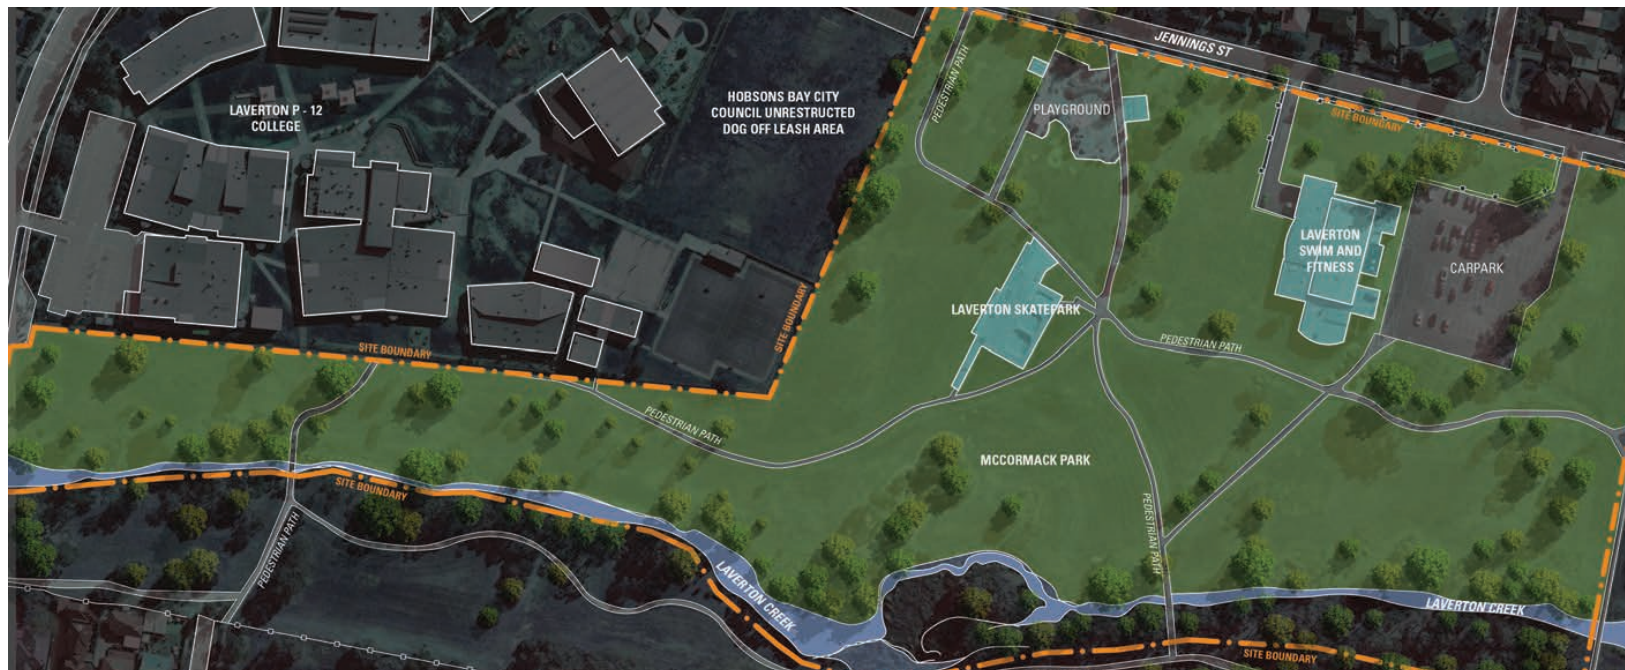 JENNINGS ST
PEDESTRIAN PATH
HOBSONS BAY CITY
COUNCIL UNRESTRICTED
DOG OFF LEASH AREA
LAVERTON P - 12
COLLEGE
PLAYGROUND
SITE BOUNDARY
LAVERTON
SWIM AND
FITNESS
CARPARK
LAVERTON SKATEPARK
SITE BOUNDARY
PEDESTRIAN PATH
SITE BOUNDARY
PEDESTRIAN PATH
MCCORMACK PARK
SITE BOUNDARY
PEDESTRIAN PATH
PEDESTRIAN PATH
LAVERTON CREEK
LAVERTON CREEK
SITE BOUNDARY